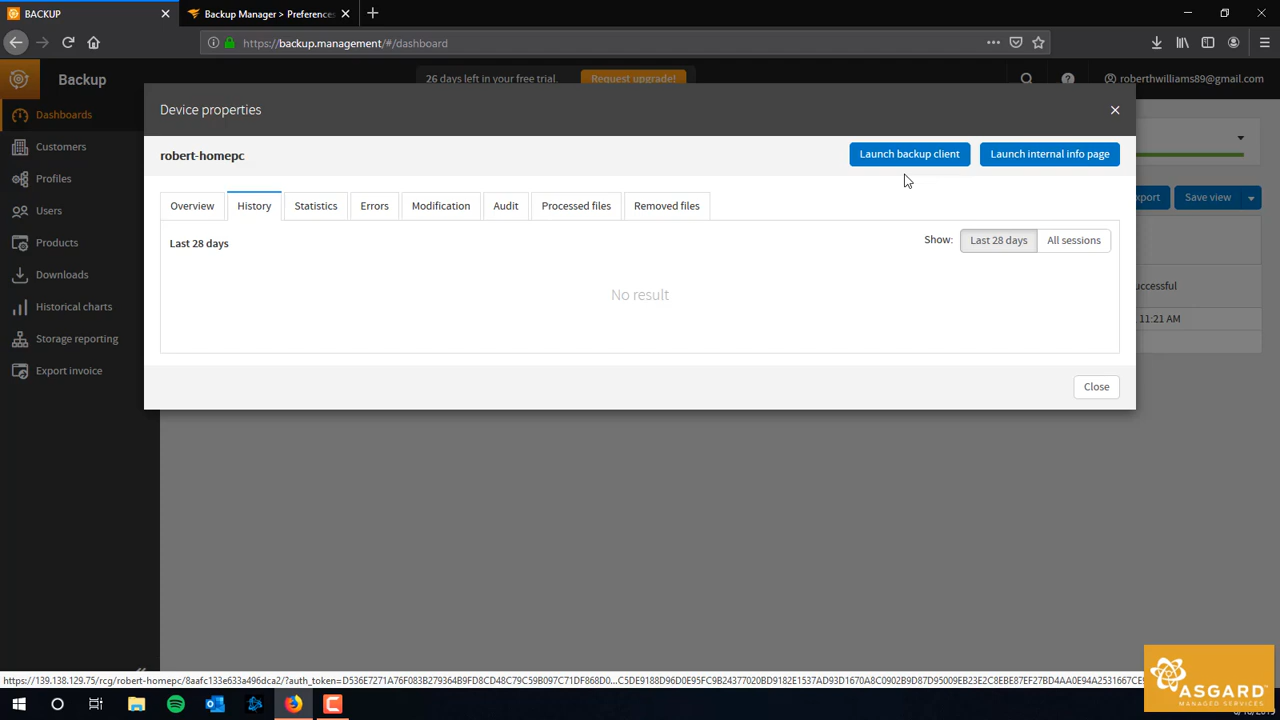 BACKUP
Backup Manager > Preferences
https://backup.management/#/dashboard
Backup
26 days left in your free trial.
Request upgrade!
roberthwilliams89@gmail.com
Device properties
robert-homepc
Launch backup client
Launch internal info page
Dashboards
Customers
Profiles
Users
Products
Downloads
Historical charts
Storage reporting
Export invoice
Overview
History
Statistics
Errors
Modification
Audit
Processed files
Removed files
Last 28 days
Show:
Last 28 days
All sessions
No result
Close
xport
Save view
uccessful
11:21 AM
ASGARD
MANAGED SERVICES